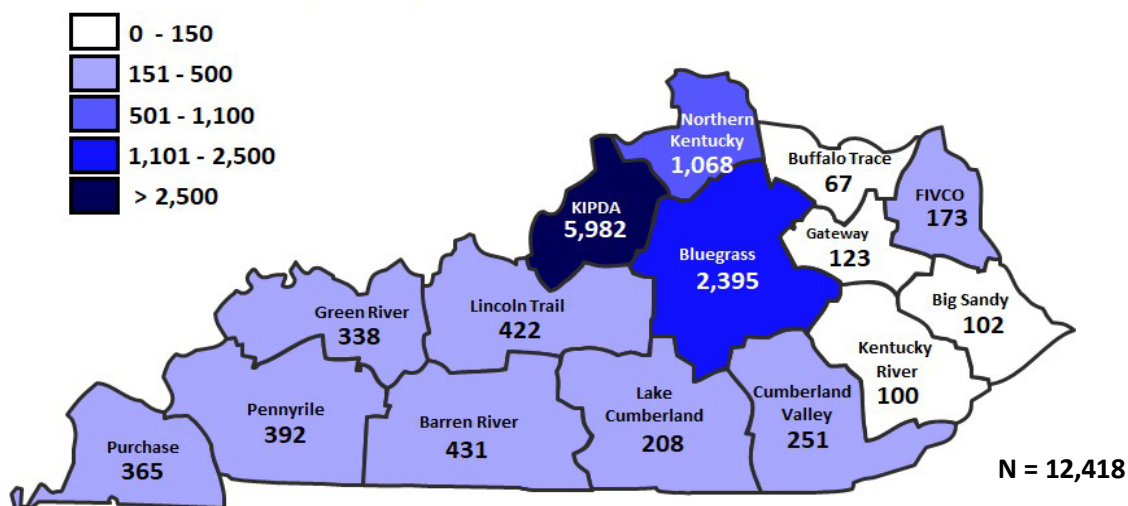 0 - 150
151 - 500
501 - 1,100
1,101 - 2,500
> 2,500
Northern
Kentucky
1,068
Buffalo Trace
67
FIVCO
173
KIPDA
5,982
Gateway
123
Bluegrass
2,395
Big Sandy
102
Green River
338
Lincoln Trail
422
Kentucky
River
100
Pennyrile
392
Barren River
431
Lake
Cumberland
208
Cumberland
Valley
251
Purchase
365
N = 12,418